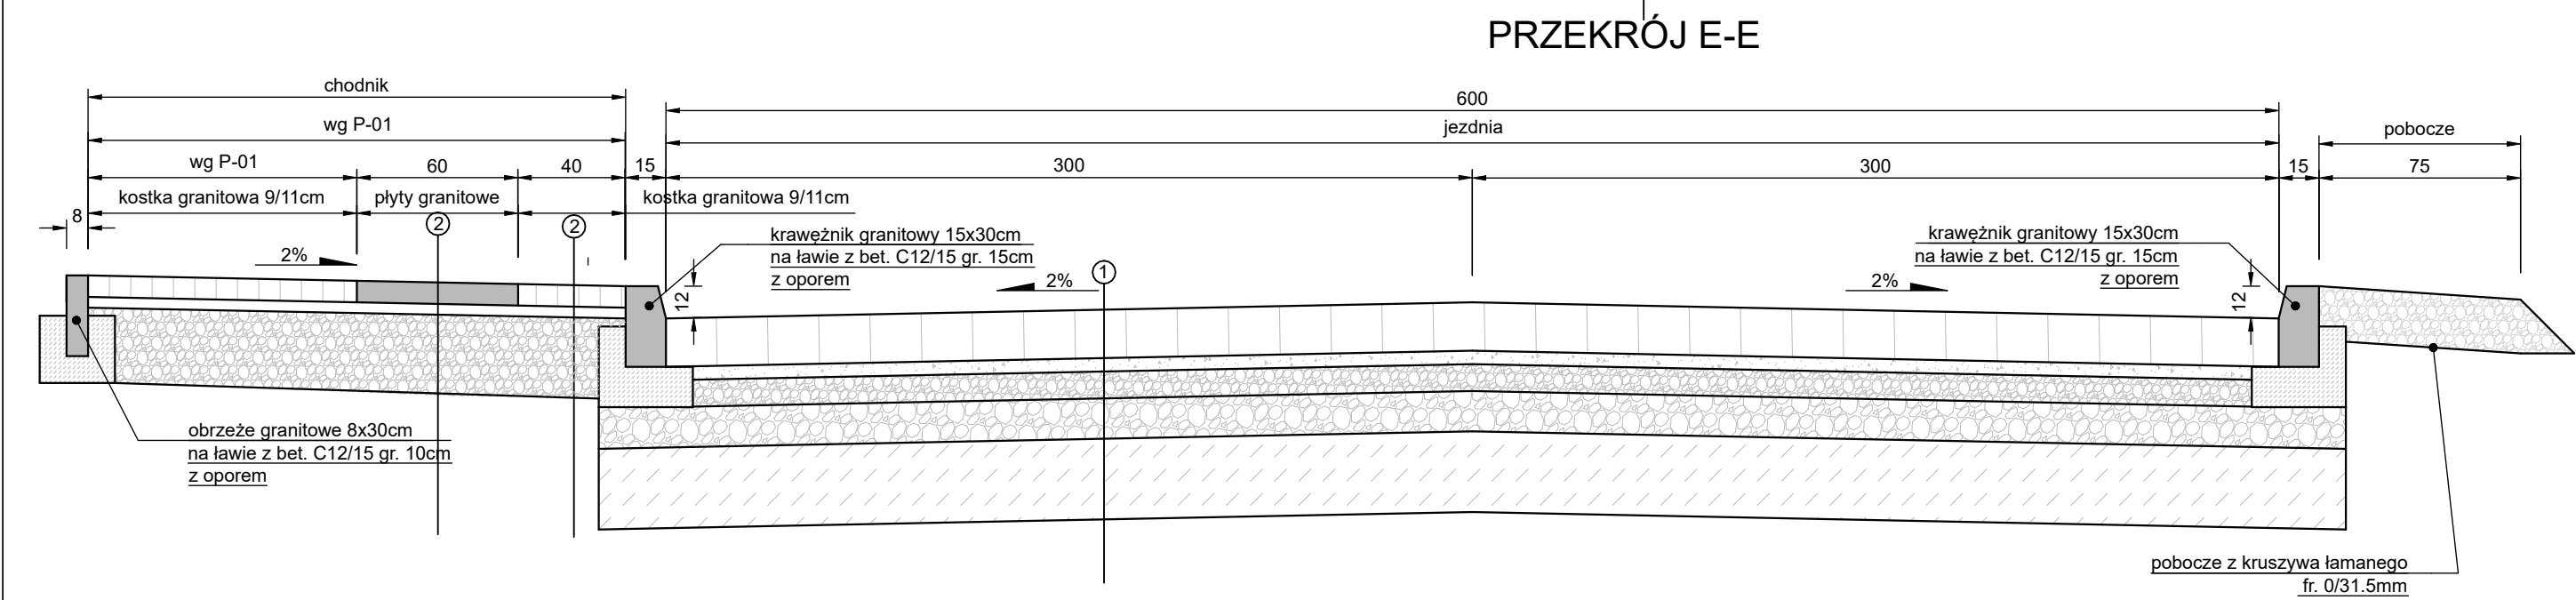 PRZEKRÓJ E-E
chodnik
600
wg P-01
jezdnia
pobocze
wg P-01
60
40
15
300
300
15
75
kostka granitowa 9/11cm
płyty granitowe
kostka granitowa 9/11cm
8
2
2
krawężnik granitowy 15x30cm
na ławie z bet. C12/15 gr. 15cm
z oporem
krawężnik granitowy 15x30cm
na ławie z bet. C12/15 gr. 15cm
z oporem
2%
12
2%
1
2%
12
obrzeże granitowe 8x30cm
na ławie z bet. C12/15 gr. 10cm
z oporem
pobocze z kruszywa łamanego
fr. 0/31.5mm